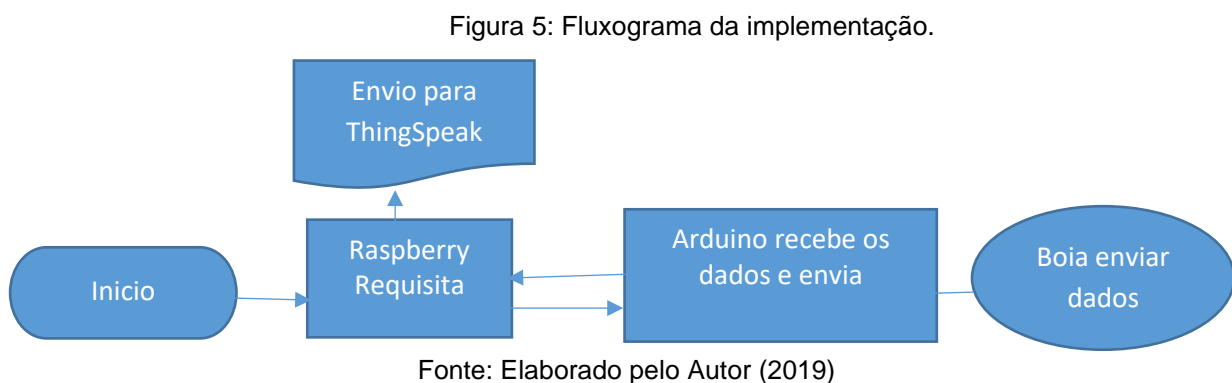 Figura 5: Fluxograma da implementação.
Envio para
ThingSpeak
Inicio
Raspberry
Requisita
Arduino recebe os
dados e envia
Boia enviar
dados
Fonte: Elaborado pelo Autor (2019)